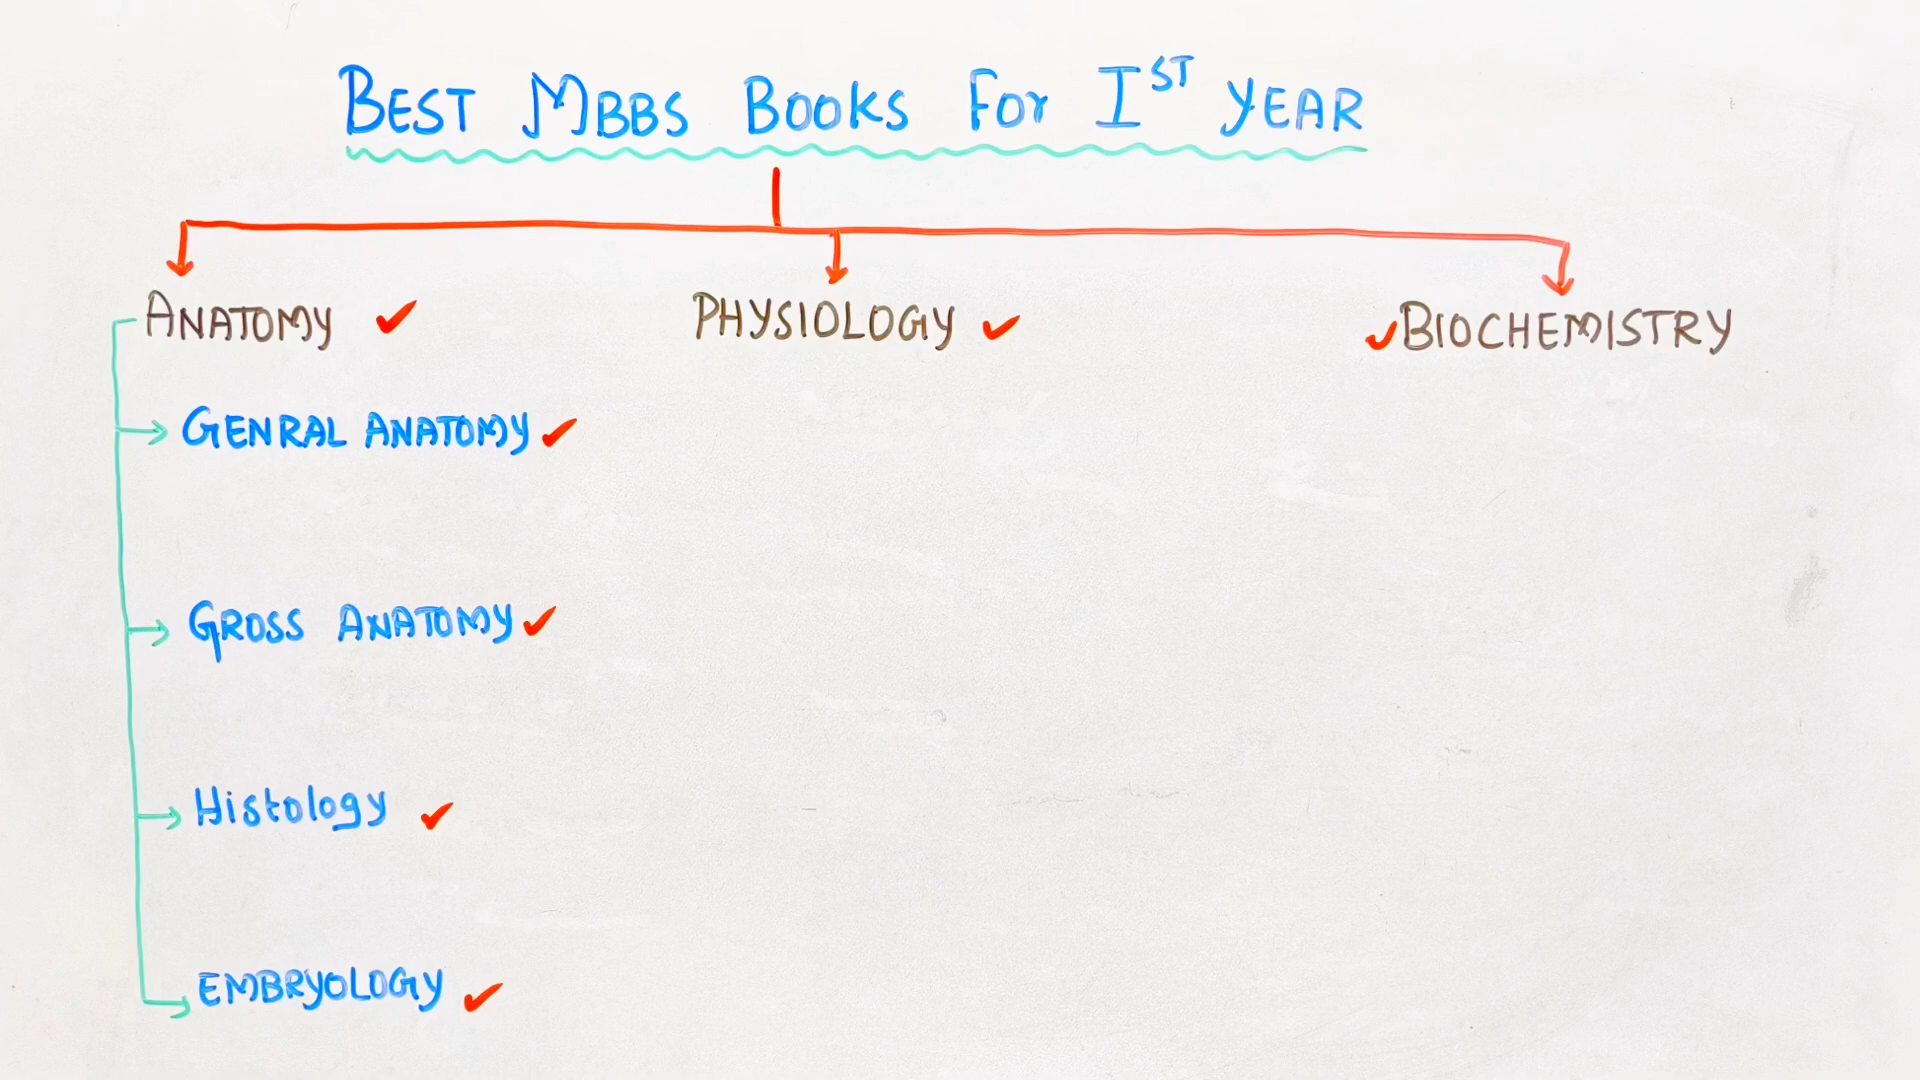 BEST MBBS BOOKS For IST YEAR
ANATOMY ✓ PHYSIOLOGY ✓ ✓ BIOCHEMISTRY
GENRAL ANATOMY ✓
GROSS ANATOMY ✓
Histology ✓
EMBRYOLOGY ✓